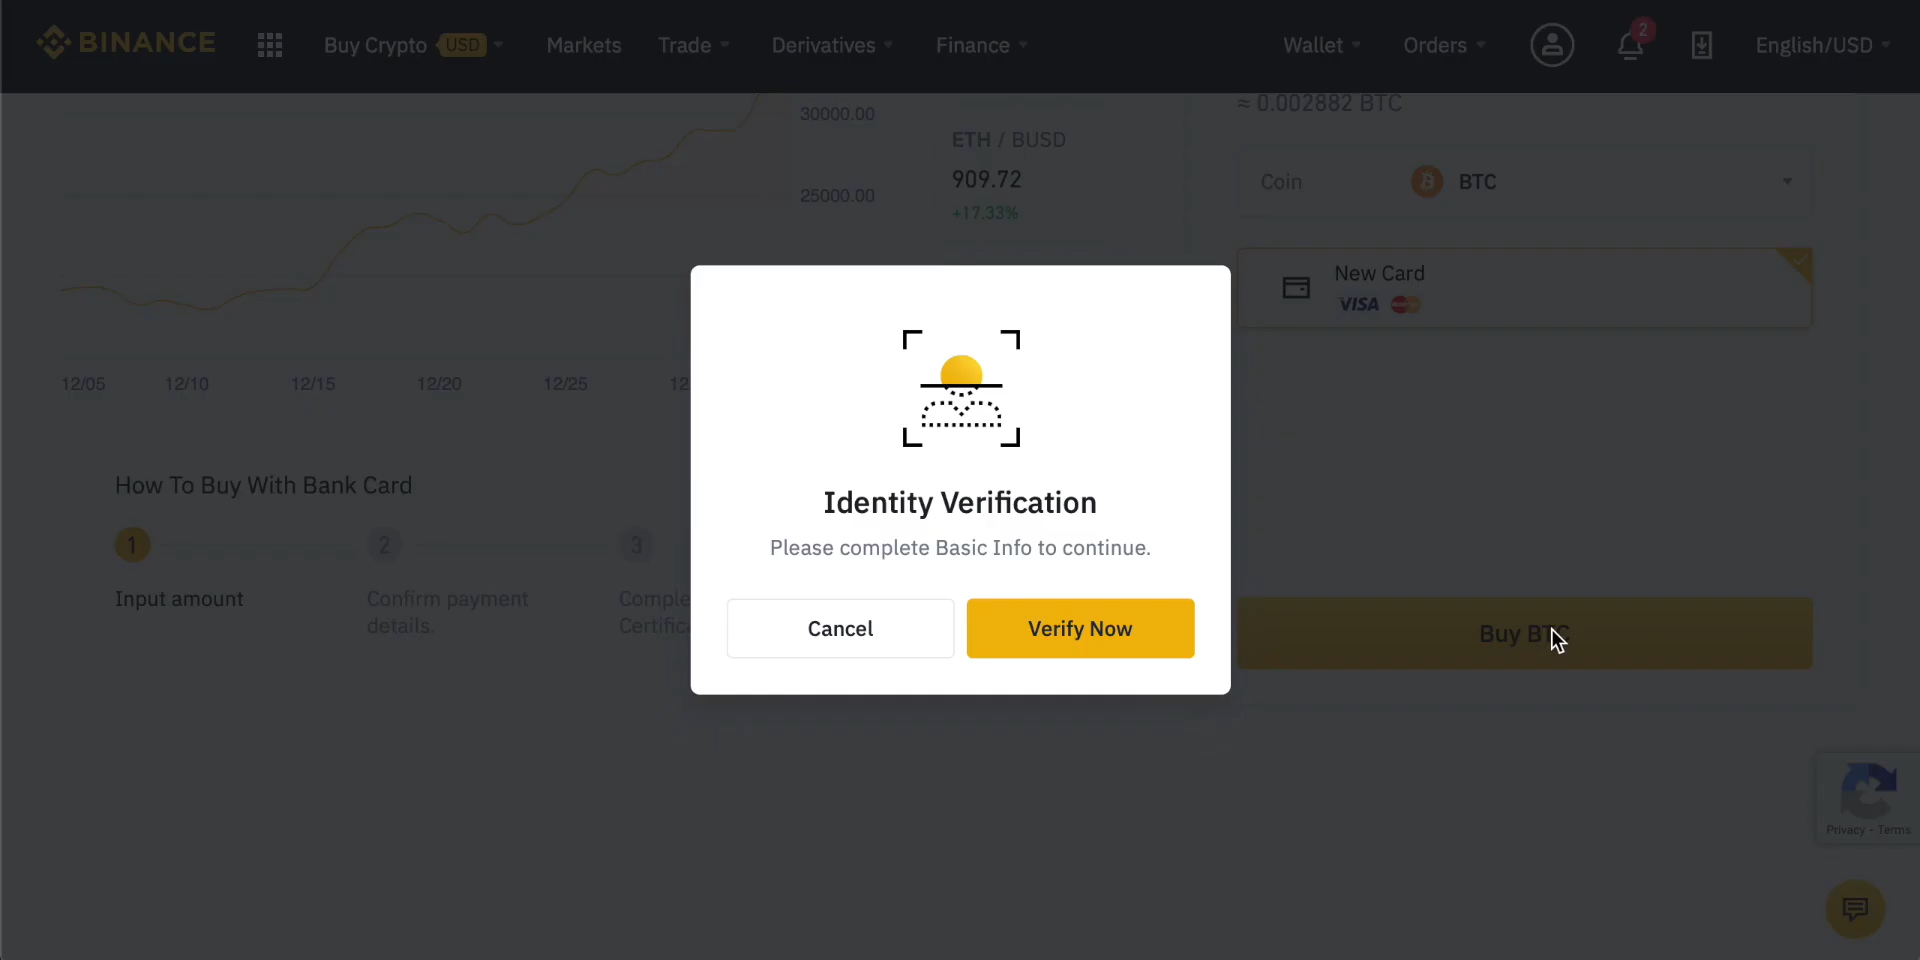 BINANCE
Buy Crypto USD
Markets
Trade
Derivatives
Finance
Wallet
Orders
2
English/USD
30000.00
25000.00
12/05
12/10
12/15
12/20
12/25
12
ETH / BUSD
909.72
+17.33%
≈ 0.002882 BTC
Coin
BTC
New Card
VISA
Identity Verification
Please complete Basic Info to continue.
Cancel
Verify Now
How To Buy With Bank Card
1
2
3
Input amount
Confirm payment
details.
Comple
Certific
Buy BTC
Privacy - Terms